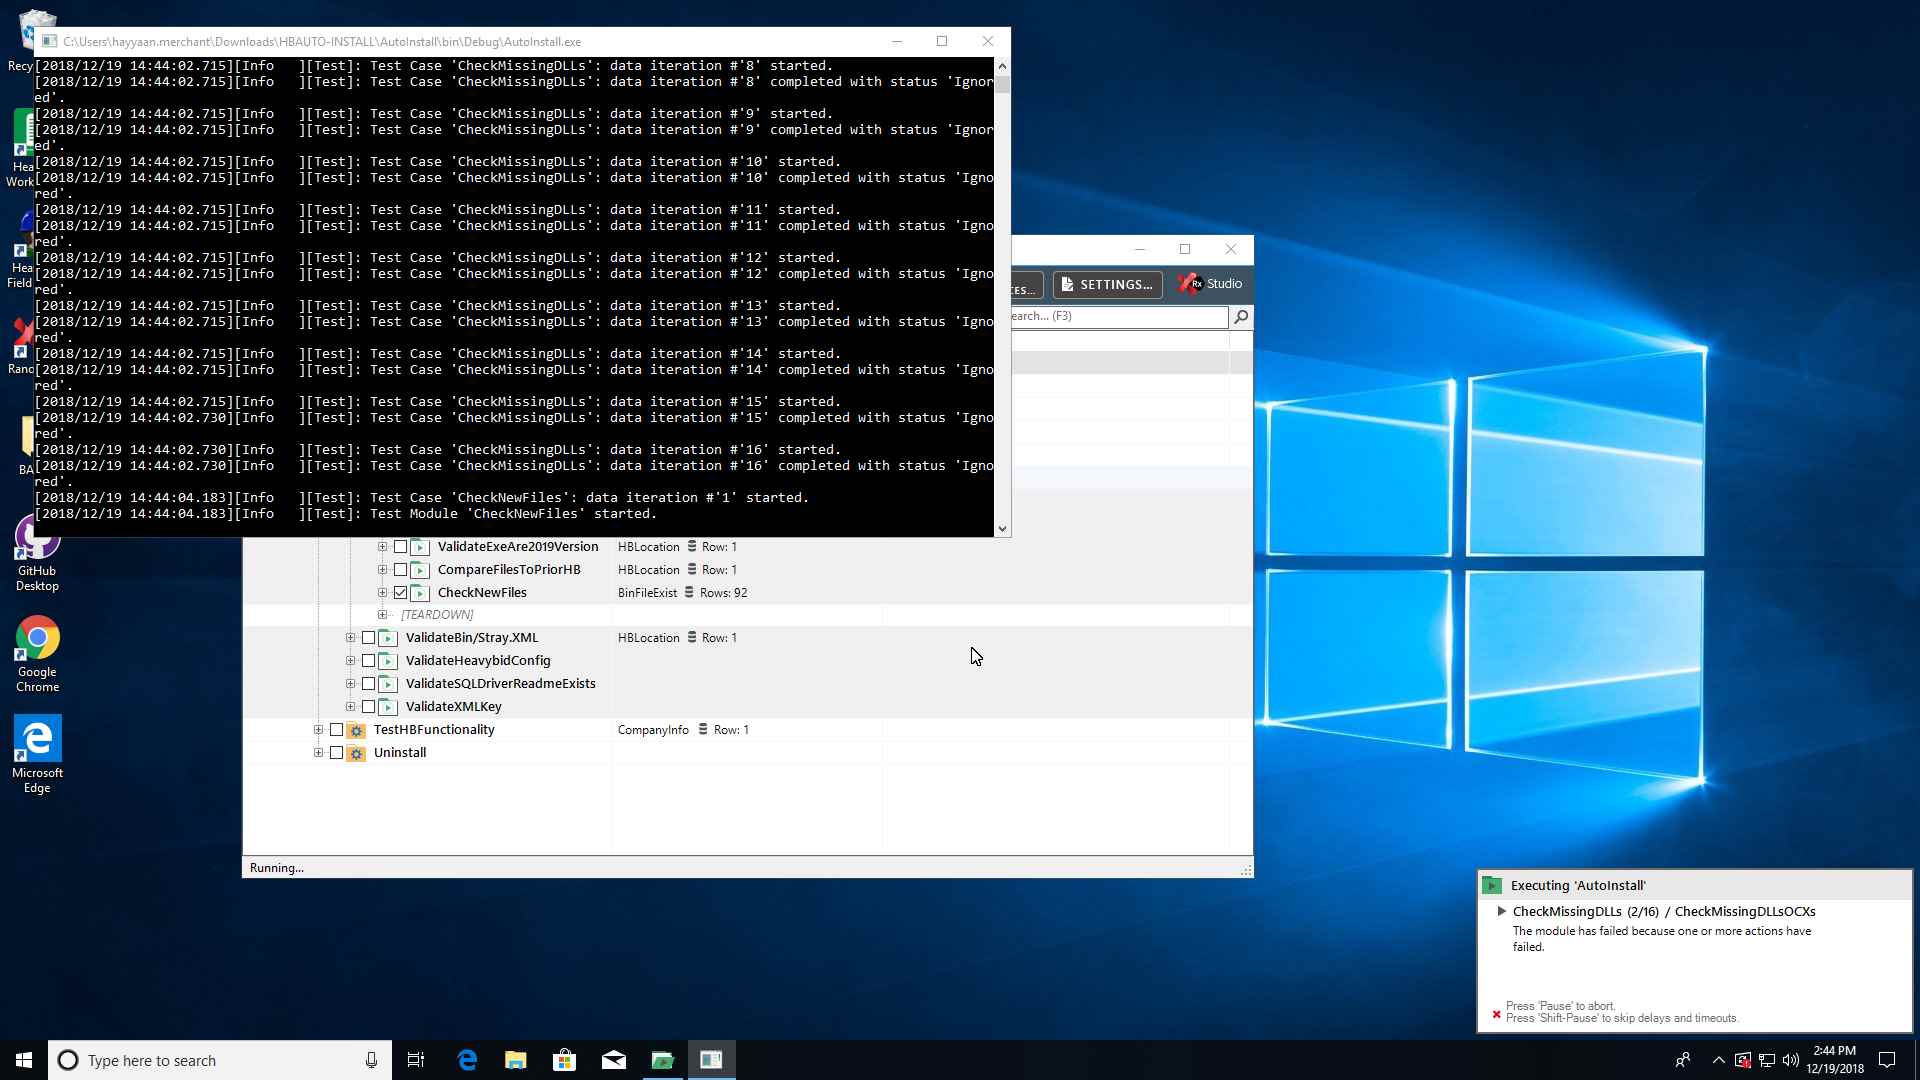 Recy
Hea
Work
Hea
Field
Rano
BA
GitHub
Desktop
Google
Chrome
Microsoft
Edge
C:\Users\hayyaan.merchant\Downloads\HBAUTO-INSTALL\AutoInstall\bin\Debug\AutoInstall.exe
[2018/12/19 14:44:02.715][Info   ][Test]: Test Case 'CheckMissingDLLs': data iteration #'8' started.
[2018/12/19 14:44:02.715][Info   ][Test]: Test Case 'CheckMissingDLLs': data iteration #'8' completed with status 'Ignor
ed'.
[2018/12/19 14:44:02.715][Info   ][Test]: Test Case 'CheckMissingDLLs': data iteration #'9' started.
[2018/12/19 14:44:02.715][Info   ][Test]: Test Case 'CheckMissingDLLs': data iteration #'9' completed with status 'Ignor
ed'.
[2018/12/19 14:44:02.715][Info   ][Test]: Test Case 'CheckMissingDLLs': data iteration #'10' started.
[2018/12/19 14:44:02.715][Info   ][Test]: Test Case 'CheckMissingDLLs': data iteration #'10' completed with status 'Igno
red'.
[2018/12/19 14:44:02.715][Info   ][Test]: Test Case 'CheckMissingDLLs': data iteration #'11' started.
[2018/12/19 14:44:02.715][Info   ][Test]: Test Case 'CheckMissingDLLs': data iteration #'11' completed with status 'Igno
red'.
[2018/12/19 14:44:02.715][Info   ][Test]: Test Case 'CheckMissingDLLs': data iteration #'12' started.
[2018/12/19 14:44:02.715][Info   ][Test]: Test Case 'CheckMissingDLLs': data iteration #'12' completed with status 'Igno
red'.
[2018/12/19 14:44:02.715][Info   ][Test]: Test Case 'CheckMissingDLLs': data iteration #'13' started.
[2018/12/19 14:44:02.715][Info   ][Test]: Test Case 'CheckMissingDLLs': data iteration #'13' completed with status 'Igno
red'.
[2018/12/19 14:44:02.715][Info   ][Test]: Test Case 'CheckMissingDLLs': data iteration #'14' started.
[2018/12/19 14:44:02.715][Info   ][Test]: Test Case 'CheckMissingDLLs': data iteration #'14' completed with status 'Igno
red'.
[2018/12/19 14:44:02.715][Info   ][Test]: Test Case 'CheckMissingDLLs': data iteration #'15' started.
[2018/12/19 14:44:02.730][Info   ][Test]: Test Case 'CheckMissingDLLs': data iteration #'15' completed with status 'Igno
red'.
[2018/12/19 14:44:02.730][Info   ][Test]: Test Case 'CheckMissingDLLs': data iteration #'16' started.
[2018/12/19 14:44:02.730][Info   ][Test]: Test Case 'CheckMissingDLLs': data iteration #'16' completed with status 'Igno
red'.
[2018/12/19 14:44:04.183][Info   ][Test]: Test Case 'CheckNewFiles': data iteration #'1' started.
[2018/12/19 14:44:04.183][Info   ][Test]: Test Module 'CheckNewFiles' started.
ces... SETTINGS... Rx Studio
earch... (F3)
ValidateExeAre2019Version HBLocation Row: 1
CompareFilesToPriorHB HBLocation Row: 1
CheckNewFiles BinFileExist Rows: 92
[TEARDOWN]
ValidateBin/Stray.XML HBLocation Row: 1
ValidateHeavybidConfig
ValidateSQLDriverReadmeExists
ValidateXMLKey
TestHBFunctionality CompanyInfo Row: 1
Uninstall
Running...
Executing 'AutoInstall'
CheckMissingDLLs (2/16) / CheckMissingDLLsOCXs
The module has failed because one or more actions have
failed.
Press 'Pause' to abort.
Press 'Shift-Pause' to skip delays and timeouts.
Type here to search
2:44 PM
12/19/2018